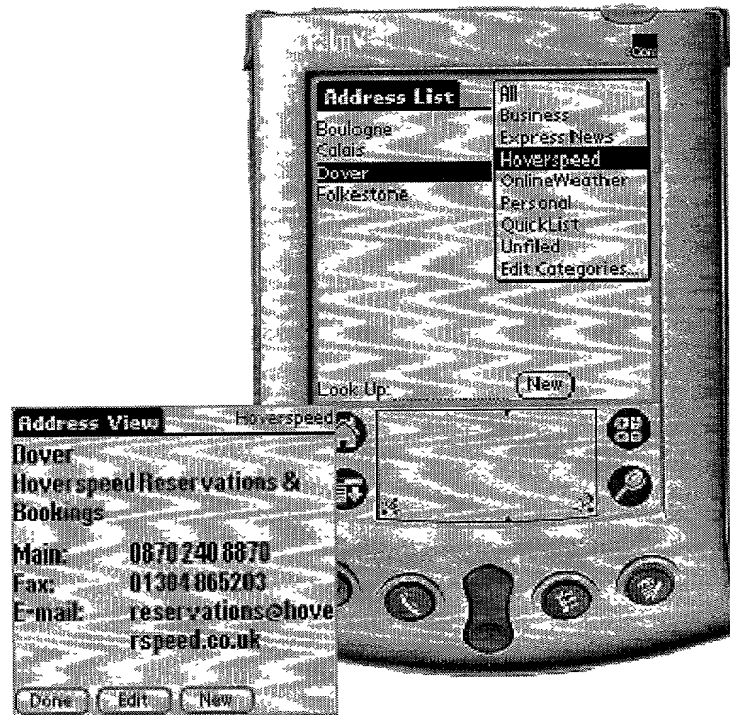 Palm V
Com
Address List
Boulogne
Calais
Dover
Folkestone
All
Business
Express News
Hoverspeed
OnlineWeather
Personal
QuickList
Unfiled
Edit Categories...
Look Up:
New
Address View
Hoverspeed
Dover
Hoverspeed Reservations &
Bookings
Main: 0870 240 8870
Fax: 01304 865203
E-mail: reservations@hove
rspeed.co.uk
Done
Edit
New